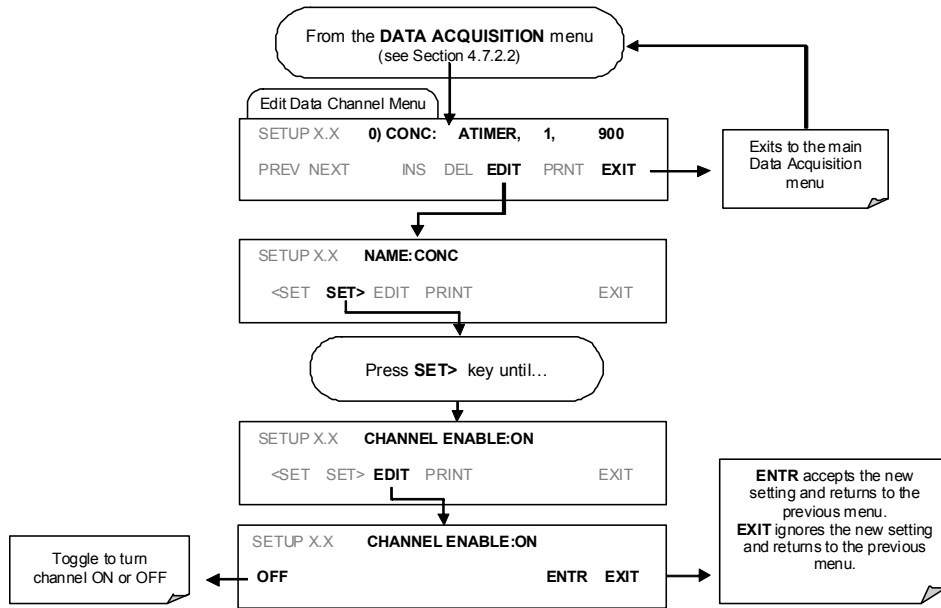 From the DATA ACQUISITION menu
(see Section 4.7.2.2)
Edit Data Channel Menu
SETUP X.X 0) CONC: ATIMER, 1, 900
PREV NEXT INS DEL EDIT PRNT EXIT
Exits to the main
Data Acquisition
menu
SETUP X.X NAME:CONC
<SET SET> EDIT PRINT EXIT
Press SET> key until…
SETUP X.X CHANNEL ENABLE:ON
<SET SET> EDIT PRINT EXIT
ENTR accepts the new
setting and returns to the
previous menu.
EXIT ignores the new setting
and returns to the previous
menu.
SETUP X.X CHANNEL ENABLE:ON
OFF ENTR EXIT
Toggle to turn
channel ON or OFF